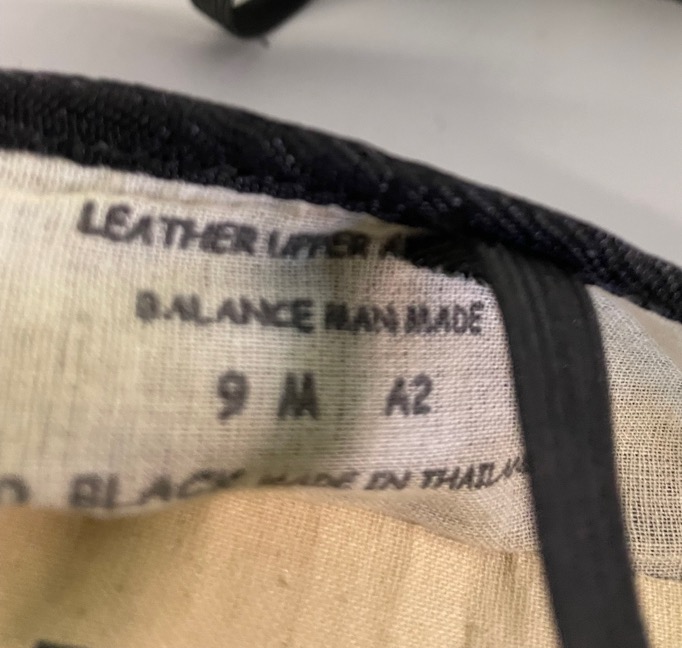 LEATHER UPPER
BALANCE MAN MADE
9 M A2
BLACK MADE IN